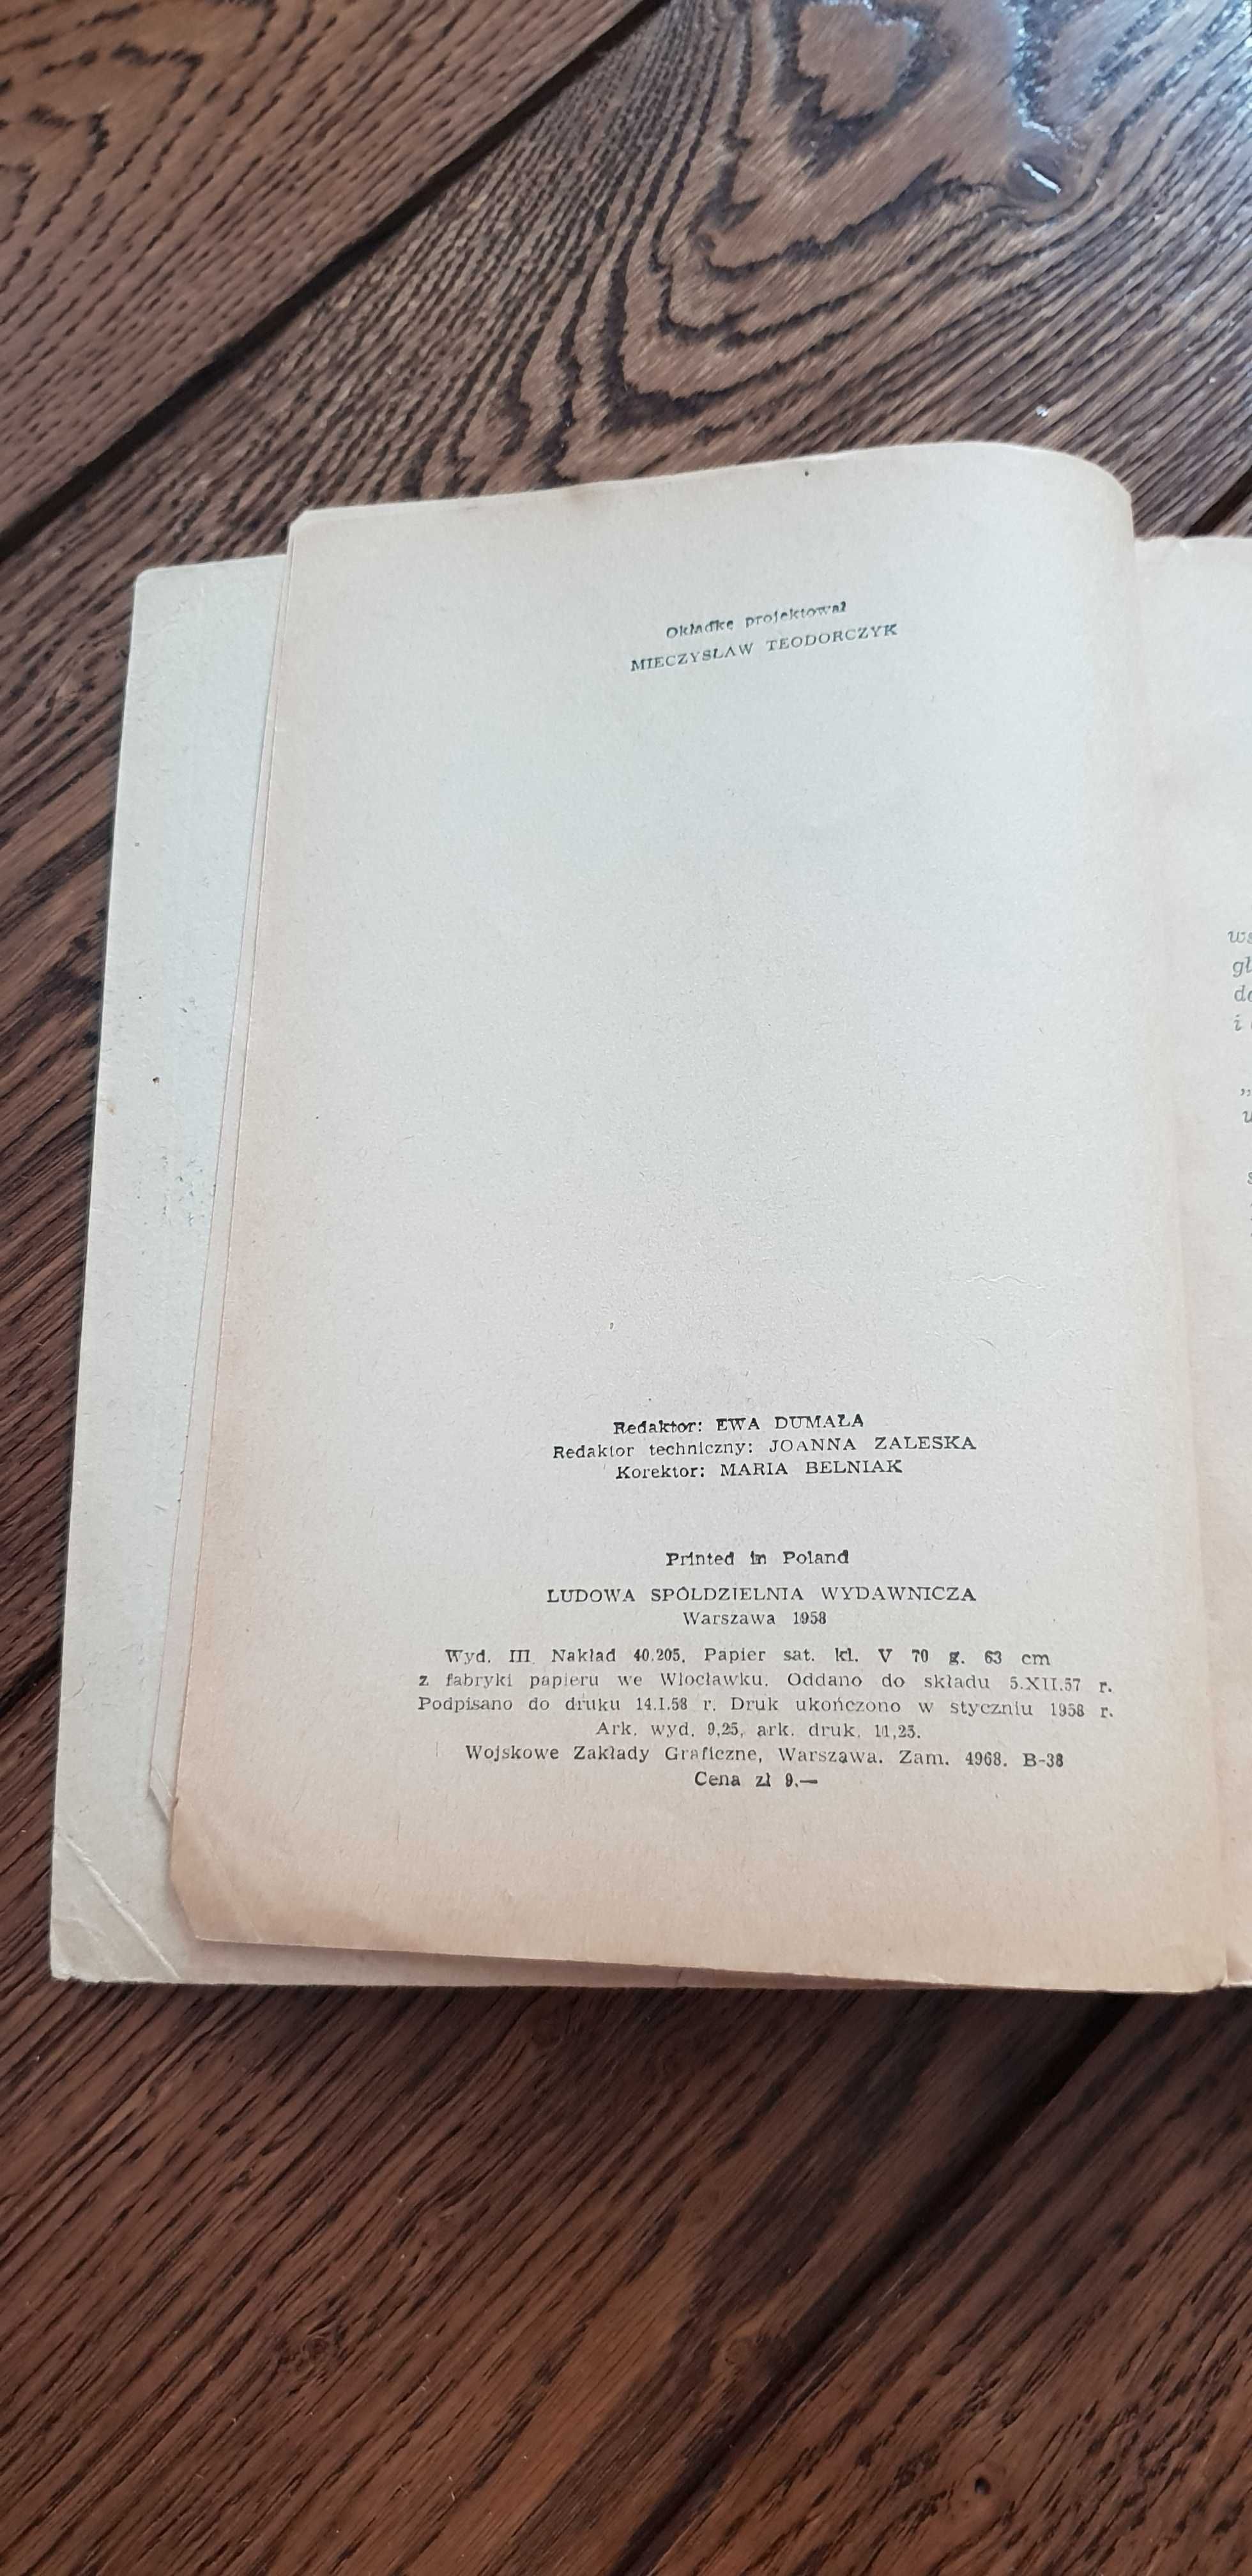 Okładkę projektował
MIECZYSŁAW TEODORCZYK
Redaktor: EWA DUMAŁA
Redaktor techniczny: JOANNA ZALESKA
Korektor: MARIA BELNIAK
Printed in Poland
LUDOWA SPÓŁDZIELNIA WYDAWNICZA
Warszawa 1958
Wyd. III Nakład 40.205. Papier sat. kl. V 70 g. 63 cm
z fabryki papieru we Włocławku. Oddano do składu 5.XII.57 r.
Podpisano do druku 14.I.58 r. Druk ukończono w styczniu 1958 r.
Ark. wyd. 9,25, ark. druk. 11,25.
Wojskowe Zakłady Graficzne, Warszawa. Zam. 4968. B-38
Cena zł 9.—